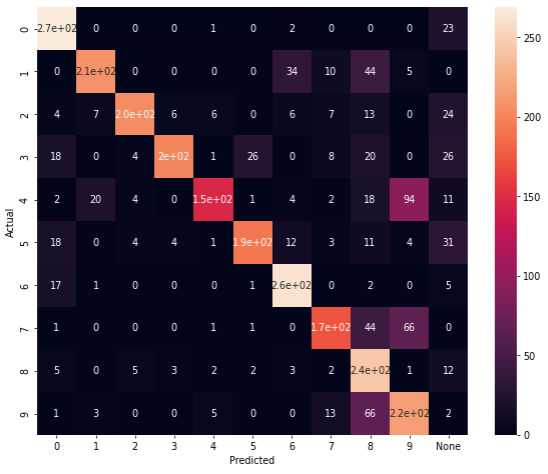 0 2.7e+02 0 0 0 1 0 2 0 0 0 23
1 0 2.1e+02 0 0 0 0 34 10 44 5 0
2 4 7 2.0e+02 6 6 0 6 7 13 0 24
3 18 0 4 2e+02 1 26 0 8 20 0 26
4 2 20 4 0 1.5e+02 1 4 2 18 94 11
5 18 0 4 4 1 1.9e+02 12 3 11 4 31
6 17 1 0 0 0 1 2.6e+02 0 2 0 5
7 1 0 0 0 1 1 0 1.7e+02 44 66 0
8 5 0 5 3 2 2 3 2 2.4e+02 1 12
9 1 3 0 0 5 0 0 13 66 2.2e+02 2
0 1 2 3 4 5 6 7 8 9 None
Predicted
Actual
250
200
150
100
50
0